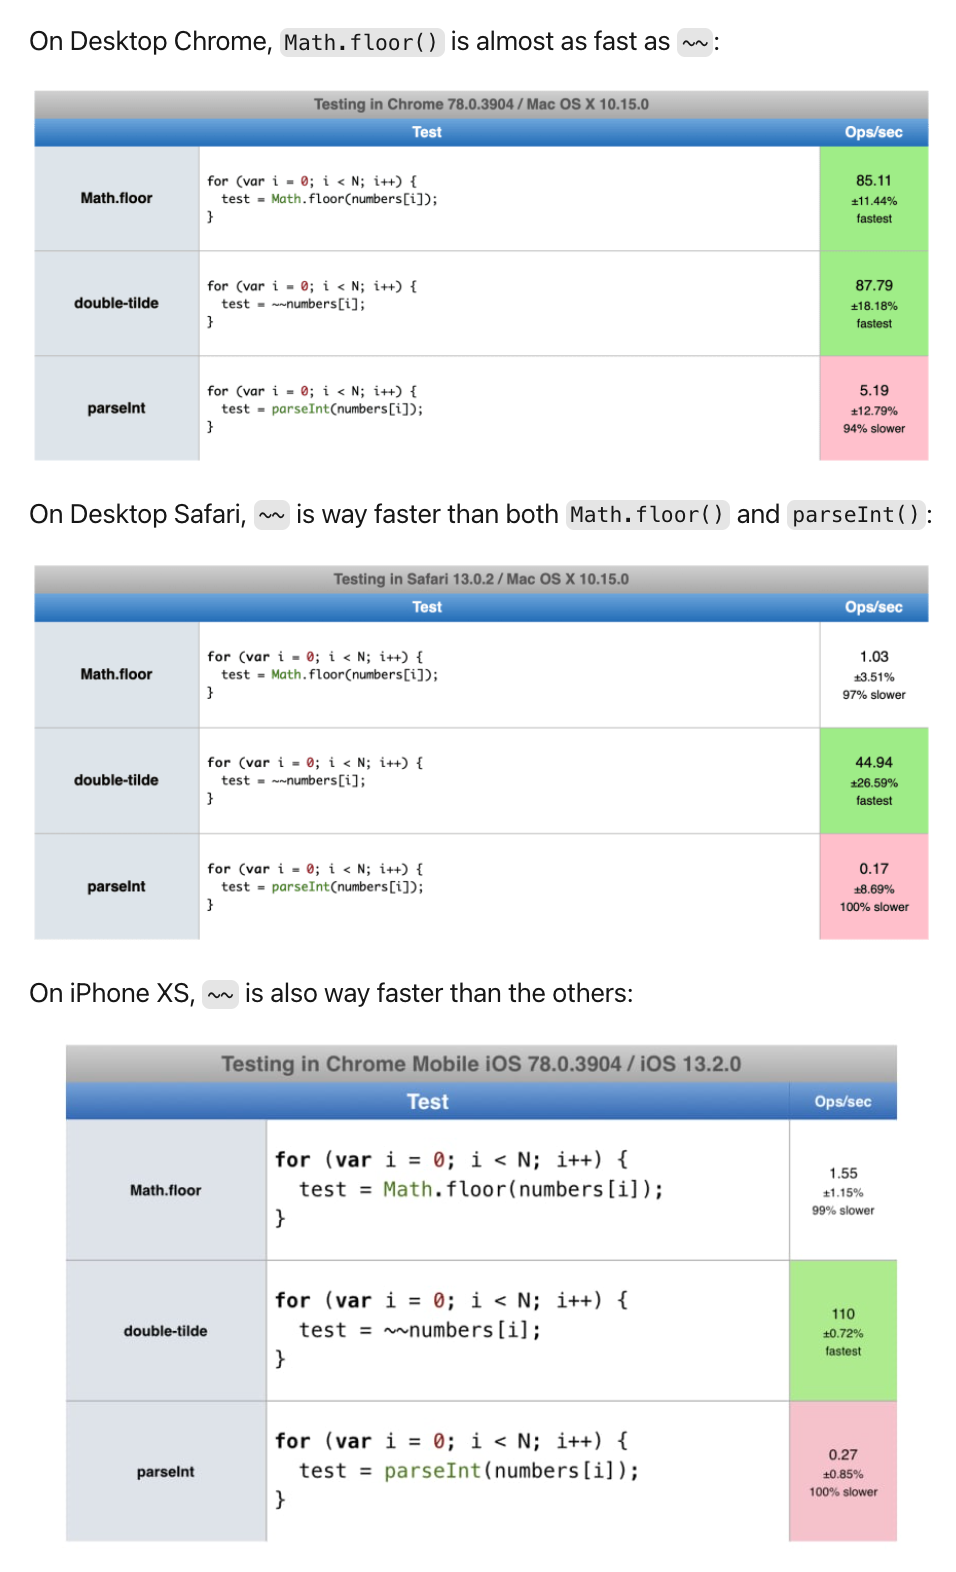 On Desktop Chrome, Math.floor() is almost as fast as ~~:
Testing in Chrome 78.0.3904 / Mac OS X 10.15.0
Test Ops/sec
Math.floor
for (var i = 0; i < N; i++) {
  test = Math.floor(numbers[i]);
}
85.11
±11.44%
fastest
double-tilde
for (var i = 0; i < N; i++) {
  test = ~~numbers[i];
}
87.79
±18.18%
fastest
parseInt
for (var i = 0; i < N; i++) {
  test = parseInt(numbers[i]);
}
5.19
±12.79%
94% slower
On Desktop Safari, ~~ is way faster than both Math.floor() and parseInt():
Testing in Safari 13.0.2 / Mac OS X 10.15.0
Test Ops/sec
Math.floor
for (var i = 0; i < N; i++) {
  test = Math.floor(numbers[i]);
}
1.03
±3.51%
97% slower
double-tilde
for (var i = 0; i < N; i++) {
  test = ~~numbers[i];
}
44.94
±26.59%
fastest
parseInt
for (var i = 0; i < N; i++) {
  test = parseInt(numbers[i]);
}
0.17
±8.69%
100% slower
On iPhone XS, ~~ is also way faster than the others:
Testing in Chrome Mobile iOS 78.0.3904 / iOS 13.2.0
Test Ops/sec
Math.floor
for (var i = 0; i < N; i++) {
  test = Math.floor(numbers[i]);
}
1.55
±1.15%
99% slower
double-tilde
for (var i = 0; i < N; i++) {
  test = ~~numbers[i];
}
110
±0.72%
fastest
parseInt
for (var i = 0; i < N; i++) {
  test = parseInt(numbers[i]);
}
0.27
±0.85%
100% slower